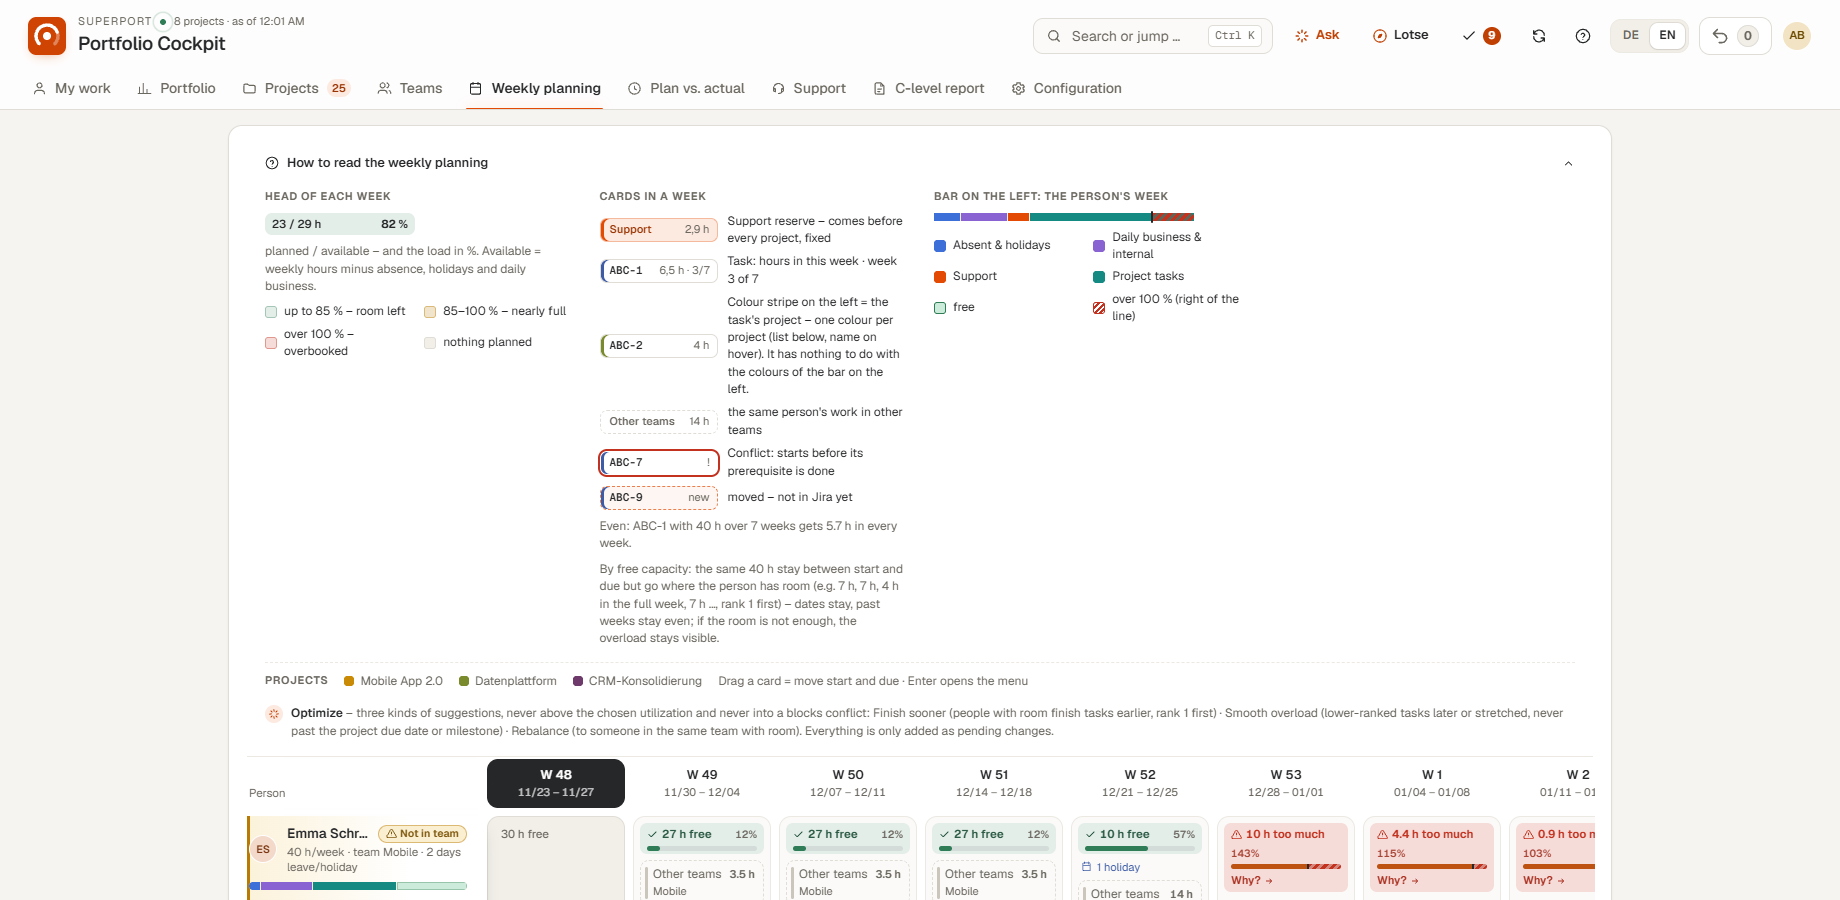 SUPERPORT 8 projects · as of 12:01 AM
Portfolio Cockpit
Search or jump ... Ctrl K
Ask
Lotse
9
DE EN
0
AB
My work
Portfolio
Projects 25
Teams
Weekly planning
Plan vs. actual
Support
C-level report
Configuration
How to read the weekly planning
HEAD OF EACH WEEK
23 / 29 h 82 %
planned / available – and the load in %. Available =
weekly hours minus absence, holidays and daily
business.
up to 85 % – room left
85–100 % – nearly full
over 100 % –
overbooked
nothing planned
CARDS IN A WEEK
Support 2,9 h
Support reserve – comes before
every project, fixed
ABC-1 6,5 h · 3/7
Task: hours in this week · week
3 of 7
ABC-2 4 h
Colour stripe on the left = the
task's project – one colour per
project (list below, name on
hover). It has nothing to do with
the colours of the bar on the
left.
Other teams 14 h
the same person's work in other
teams
ABC-7 !
Conflict: starts before its
prerequisite is done
ABC-9 new
moved – not in Jira yet
Even: ABC-1 with 40 h over 7 weeks gets 5.7 h in every
week.
By free capacity: the same 40 h stay between start and
due but go where the person has room (e.g. 7 h, 7 h, 4 h
in the full week, 7 h ..., rank 1 first) – dates stay, past
weeks stay even; if the room is not enough, the
overload stays visible.
BAR ON THE LEFT: THE PERSON'S WEEK
Absent & holidays
Daily business &
internal
Support
Project tasks
free
over 100 % (right of the
line)
PROJECTS Mobile App 2.0 Datenplattform CRM-Konsolidierung Drag a card = move start and due · Enter opens the menu
Optimize – three kinds of suggestions, never above the chosen utilization and never into a blocks conflict: Finish sooner (people with room finish tasks earlier, rank 1 first) · Smooth overload (lower-ranked tasks later or stretched, never
past the project due date or milestone) · Rebalance (to someone in the same team with room). Everything is only added as pending changes.
Person
W 48
11/23 – 11/27
W 49
11/30 – 12/04
W 50
12/07 – 12/11
W 51
12/14 – 12/18
W 52
12/21 – 12/25
W 53
12/28 – 01/01
W 1
01/04 – 01/08
W 2
01/11 – 01
ES
Emma Schr... Not in team
40 h/week · team Mobile · 2 days
leave/holiday
30 h free
27 h free 12%
Other teams 3.5 h
Mobile
27 h free 12%
Other teams 3.5 h
Mobile
27 h free 12%
Other teams 3.5 h
Mobile
10 h free 57%
1 holiday
Other teams 14 h
10 h too much
143%
Why? →
4.4 h too much
115%
Why? →
0.9 h too n
103%
Why? →